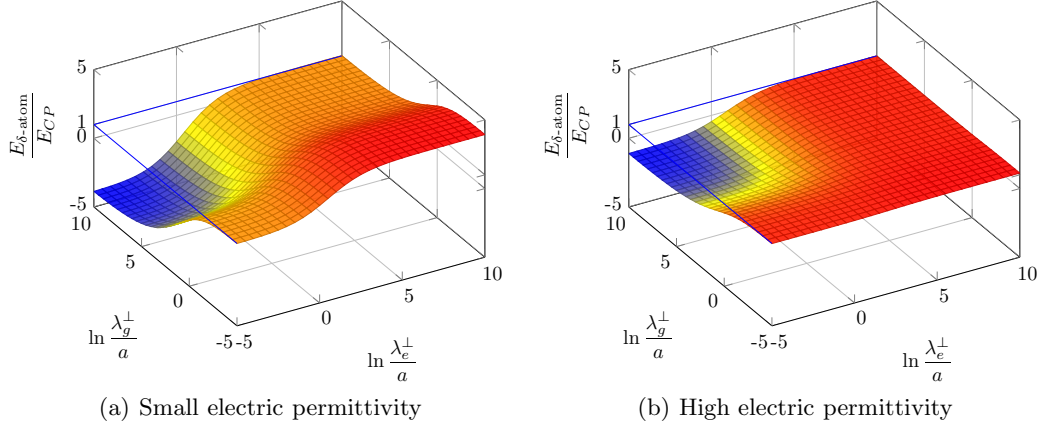 5
1
0
-5
10
5
0
-5
-5
0
5
10
E_{δ-atom}
E_{CP}
ln λ_g^⊥
a
ln λ_e^⊥
a
(a) Small electric permittivity
5
1
0
-5
10
5
0
-5
-5
0
5
10
E_{δ-atom}
E_{CP}
ln λ_g^⊥
a
ln λ_e^⊥
a
(b) High electric permittivity